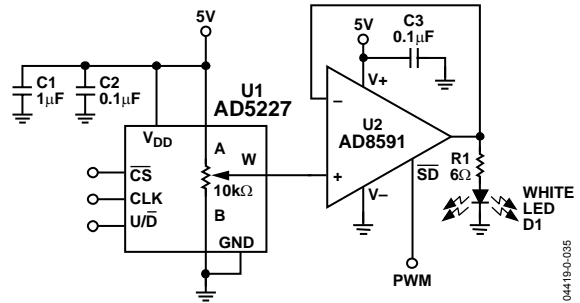 5V
C1
1μF
C2
0.1μF
U1
AD5227
VDD
A
W
10kΩ
B
GND
CS
CLK
U/D
5V
C3
0.1μF
V+
–
U2
AD8591
+
V–
SD
PWM
R1
6Ω
WHITE
LED
D1
04419-0-035